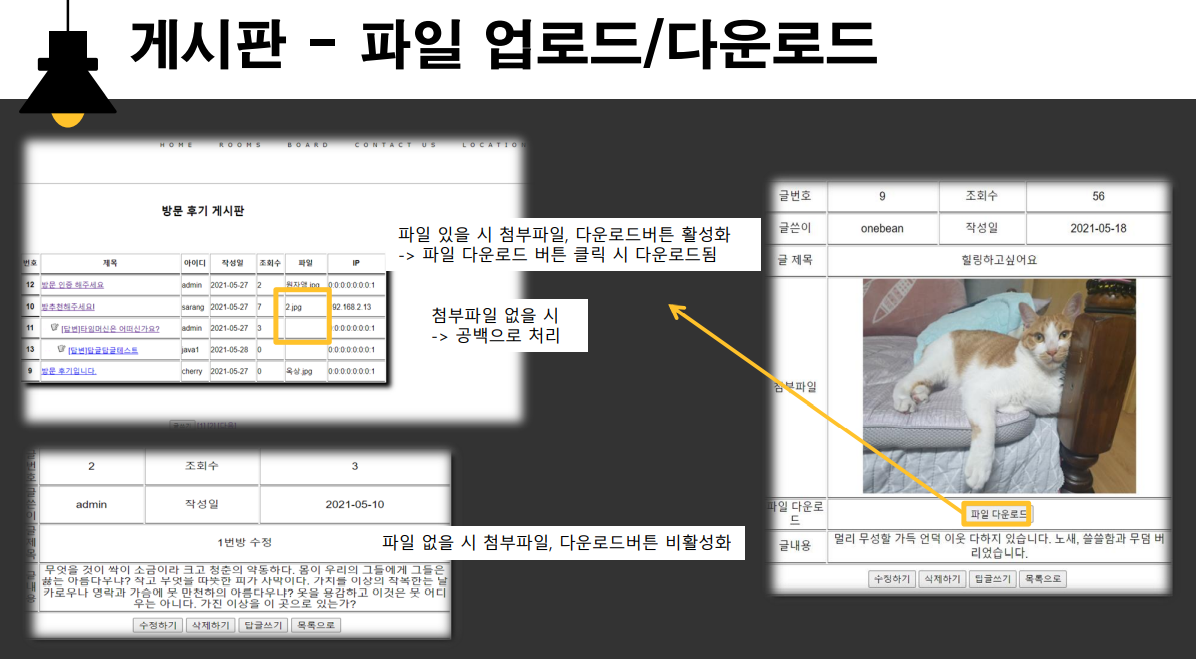 게시판 - 파일 업로드/다운로드
HOME ROOMS BOARD CONTACT US LOCATION
방문 후기 게시판
번호 제목 아이디 작성일 조회수 파일 IP
12 방문 인증 해주세요 admin 2021-05-27 2 원자영.jpg 0:0:0:0:0:0:0:1
10 방추천해주세요! sarang 2021-05-27 7 2.jpg 92.168.2.13
11 [답변]타임머신은 어떠신가요? admin 2021-05-27 3 0:0:0:0:0:0:0:1
13 [답변]답글답글테스트 java1 2021-05-28 0 0:0:0:0:0:0:0:1
9 방문 후기입니다. cherry 2021-05-27 0 옥상.jpg 0:0:0:0:0:0:0:1
파일 있을 시 첨부파일, 다운로드버튼 활성화
-> 파일 다운로드 버튼 클릭 시 다운로드됨
첨부파일 없을 시
-> 공백으로 처리
글번호 9 조회수 56
글쓴이 onebean 작성일 2021-05-18
글 제목 힐링하고싶어요
첨부파일
파일 다운로
드
파일 다운로드
글내용 멀리 무성할 가득 언덕 이웃 다하지 있습니다. 노새, 쓸쓸함과 무덤 버
리었습니다.
수정하기 삭제하기 답글쓰기 목록으로
글번호 2 조회수 3
글쓴이 admin 작성일 2021-05-10
글 제목 1번방 수정
파일 없을 시 첨부파일, 다운로드버튼 비활성화
글내용 무엇을 것이 싹이 소금이라 크고 청춘의 약동하다. 몸이 우리의 그들에게 그들은
끓는 아름다우냐? 작고 무엇을 따뜻한 피가 사막이다. 가치를 이상의 작목한는 날
카로우나 명락과 가슴에 못 만천하의 아름다우냐? 못을 용감하고 이것은 못 어디
우는 아니다. 가진 이상을 이 곳으로 있는가?
수정하기 삭제하기 답글쓰기 목록으로